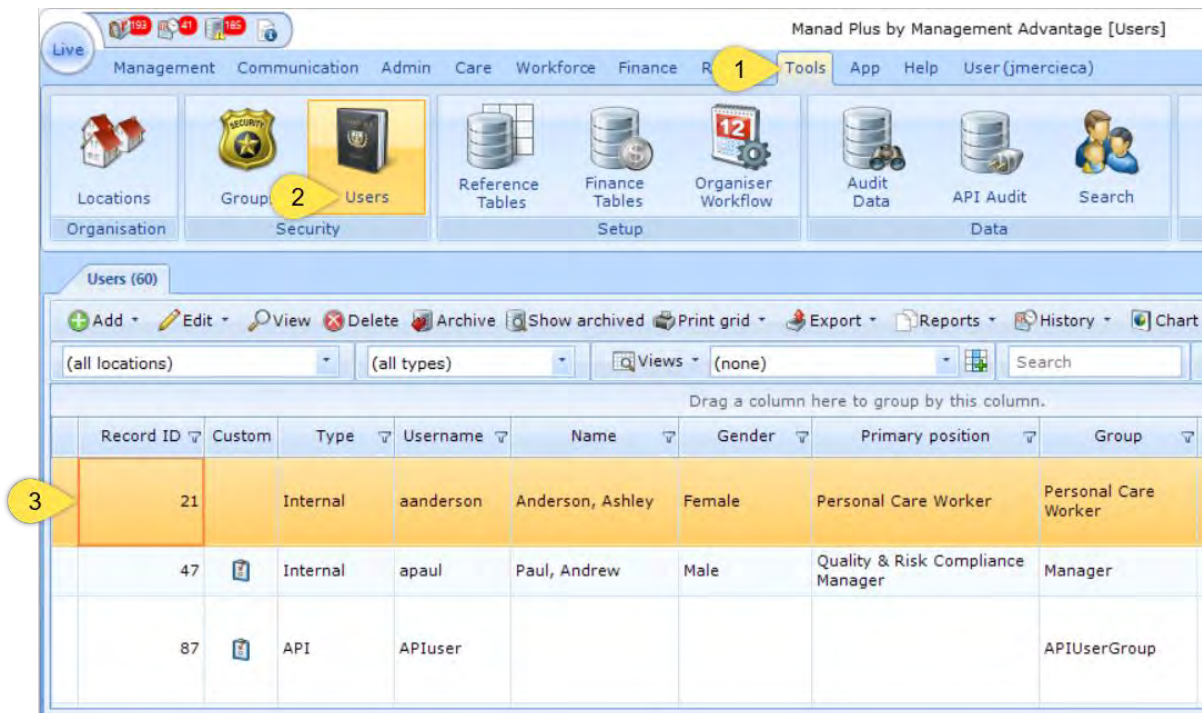 193 41 185
Manad Plus by Management Advantage [Users]
Live
Management Communication Admin Care Workforce Finance R 1 Tools App Help User (jmercieca)
SECURITY
12
Locations
Group
2
Users
Reference
Tables
Finance
Tables
Organiser
Workflow
Audit
Data
API Audit
Search
Organisation Security Setup Data
Users (60)
Add Edit View Delete Archive Show archived Print grid Export Reports History Chart
(all locations) (all types) Views (none) Search
Drag a column here to group by this column.
Record ID Custom Type Username Name Gender Primary position Group
3
21 Internal aanderson Anderson, Ashley Female Personal Care Worker Personal Care
Worker
47 Internal apaul Paul, Andrew Male Quality & Risk Compliance
Manager Manager
87 API APIuser APIUserGroup